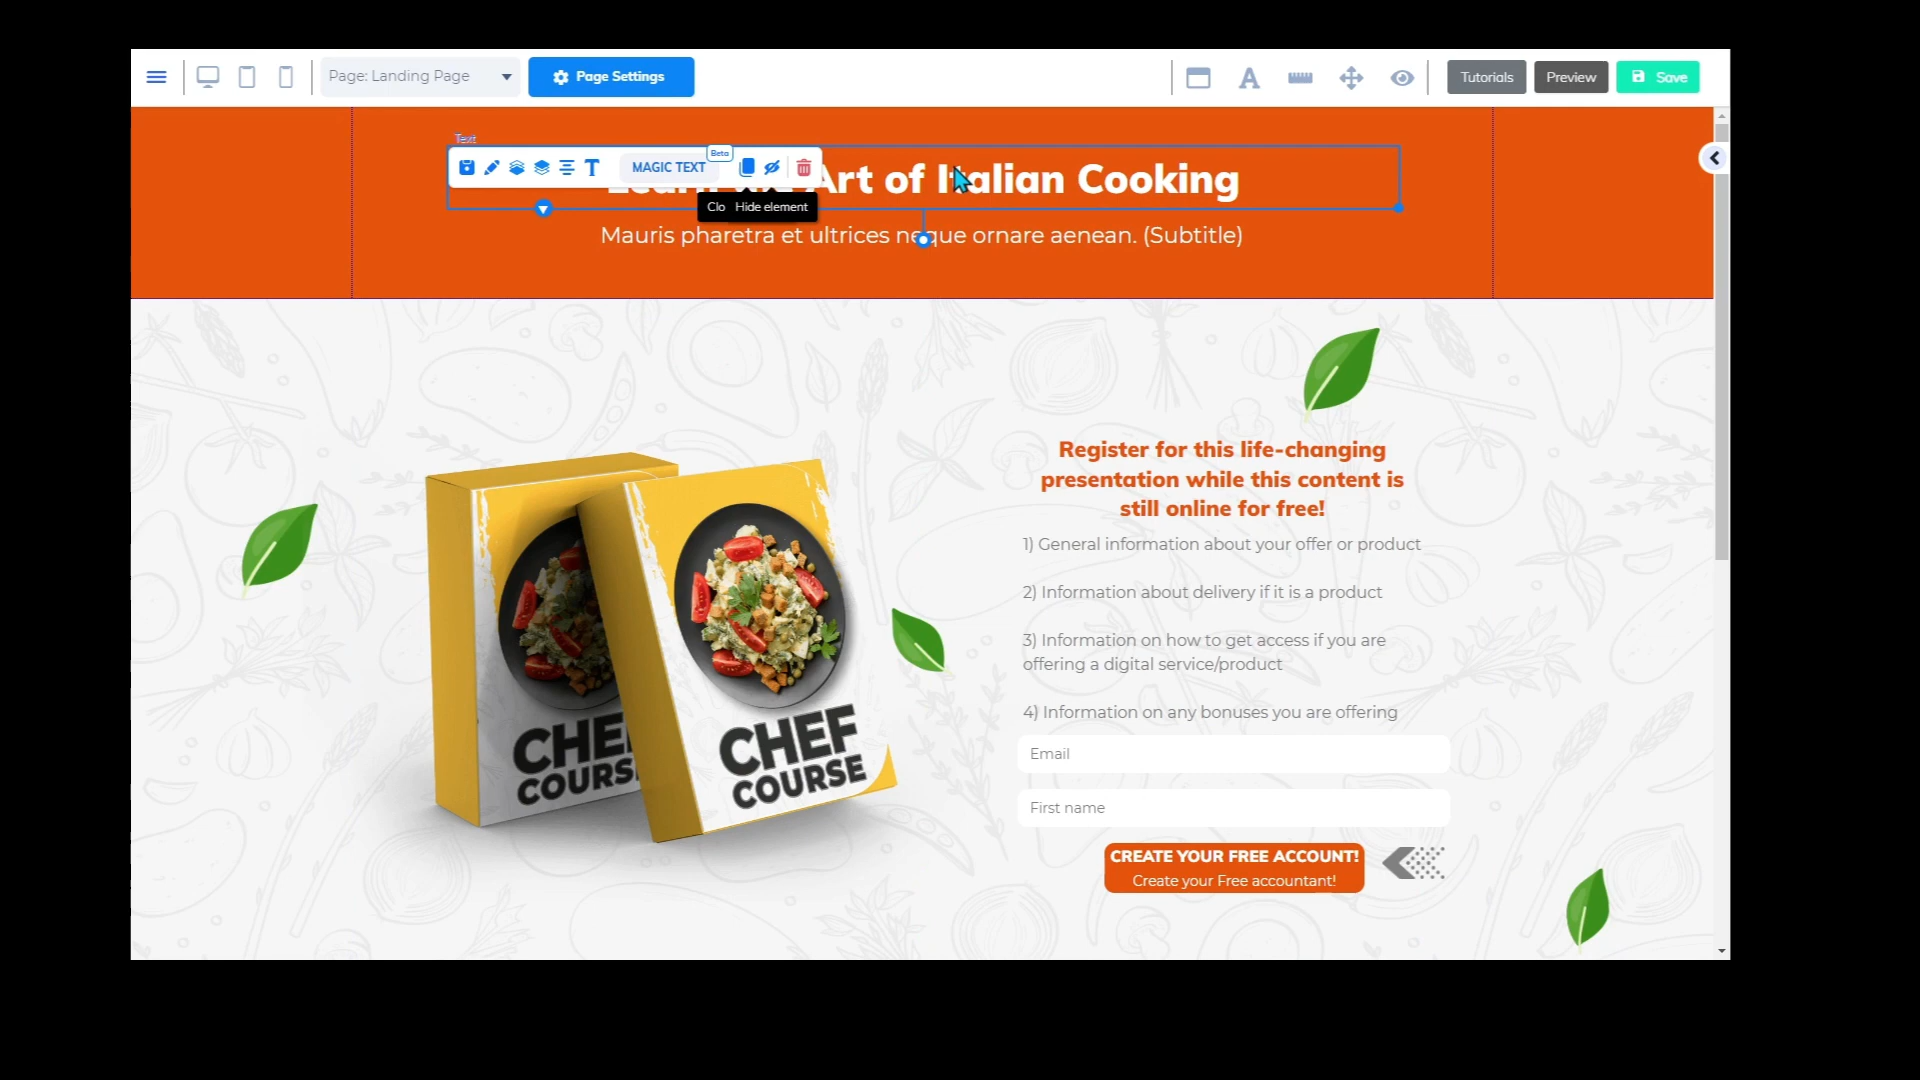 Page: Landing Page
Page Settings
Tutorials
Preview
Save
Text
MAGIC TEXT
Beta
Art of Italian Cooking
Clo
Hide element
Mauris pharetra et ultrices neque ornare aenean. (Subtitle)
Register for this life-changing
presentation while this content is
still online for free!
1) General information about your offer or product
2) Information about delivery if it is a product
3) Information on how to get access if you are
offering a digital service/product
4) Information on any bonuses you are offering
Email
First name
CREATE YOUR FREE ACCOUNT!
Create your Free accountant!
CHEF
COURSE
CHE
COURS